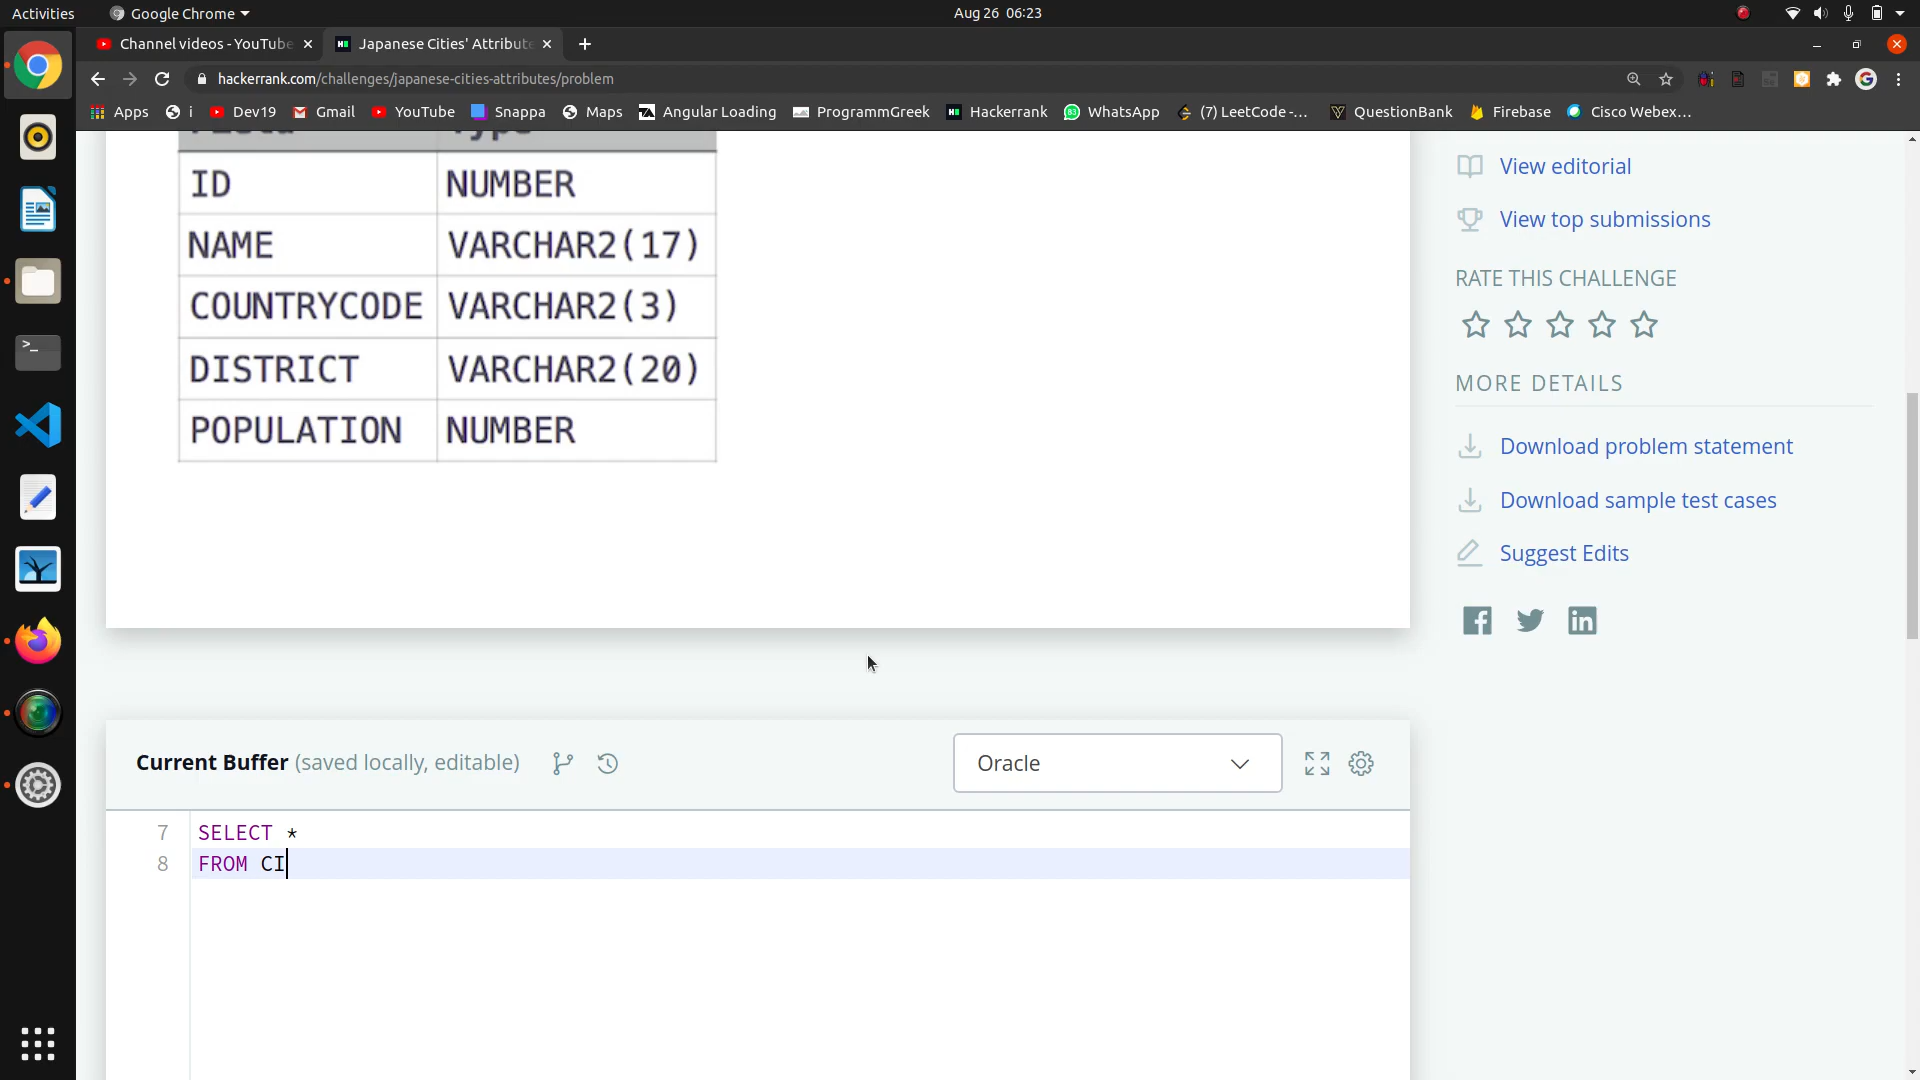 Activities
Google Chrome
Aug 26 06:23
Channel videos - YouTube
Japanese Cities' Attribute
hackerrank.com/challenges/japanese-cities-attributes/problem
Apps
i
Dev19
Gmail
YouTube
Snappa
Maps
Angular Loading
ProgrammGreek
Hackerrank
WhatsApp
(7) LeetCode -...
QuestionBank
Firebase
Cisco Webex...
ID NUMBER
NAME VARCHAR2(17)
COUNTRYCODE VARCHAR2(3)
DISTRICT VARCHAR2(20)
POPULATION NUMBER
View editorial
View top submissions
RATE THIS CHALLENGE
MORE DETAILS
Download problem statement
Download sample test cases
Suggest Edits
Current Buffer (saved locally, editable)
Oracle
7 SELECT *
8 FROM CI